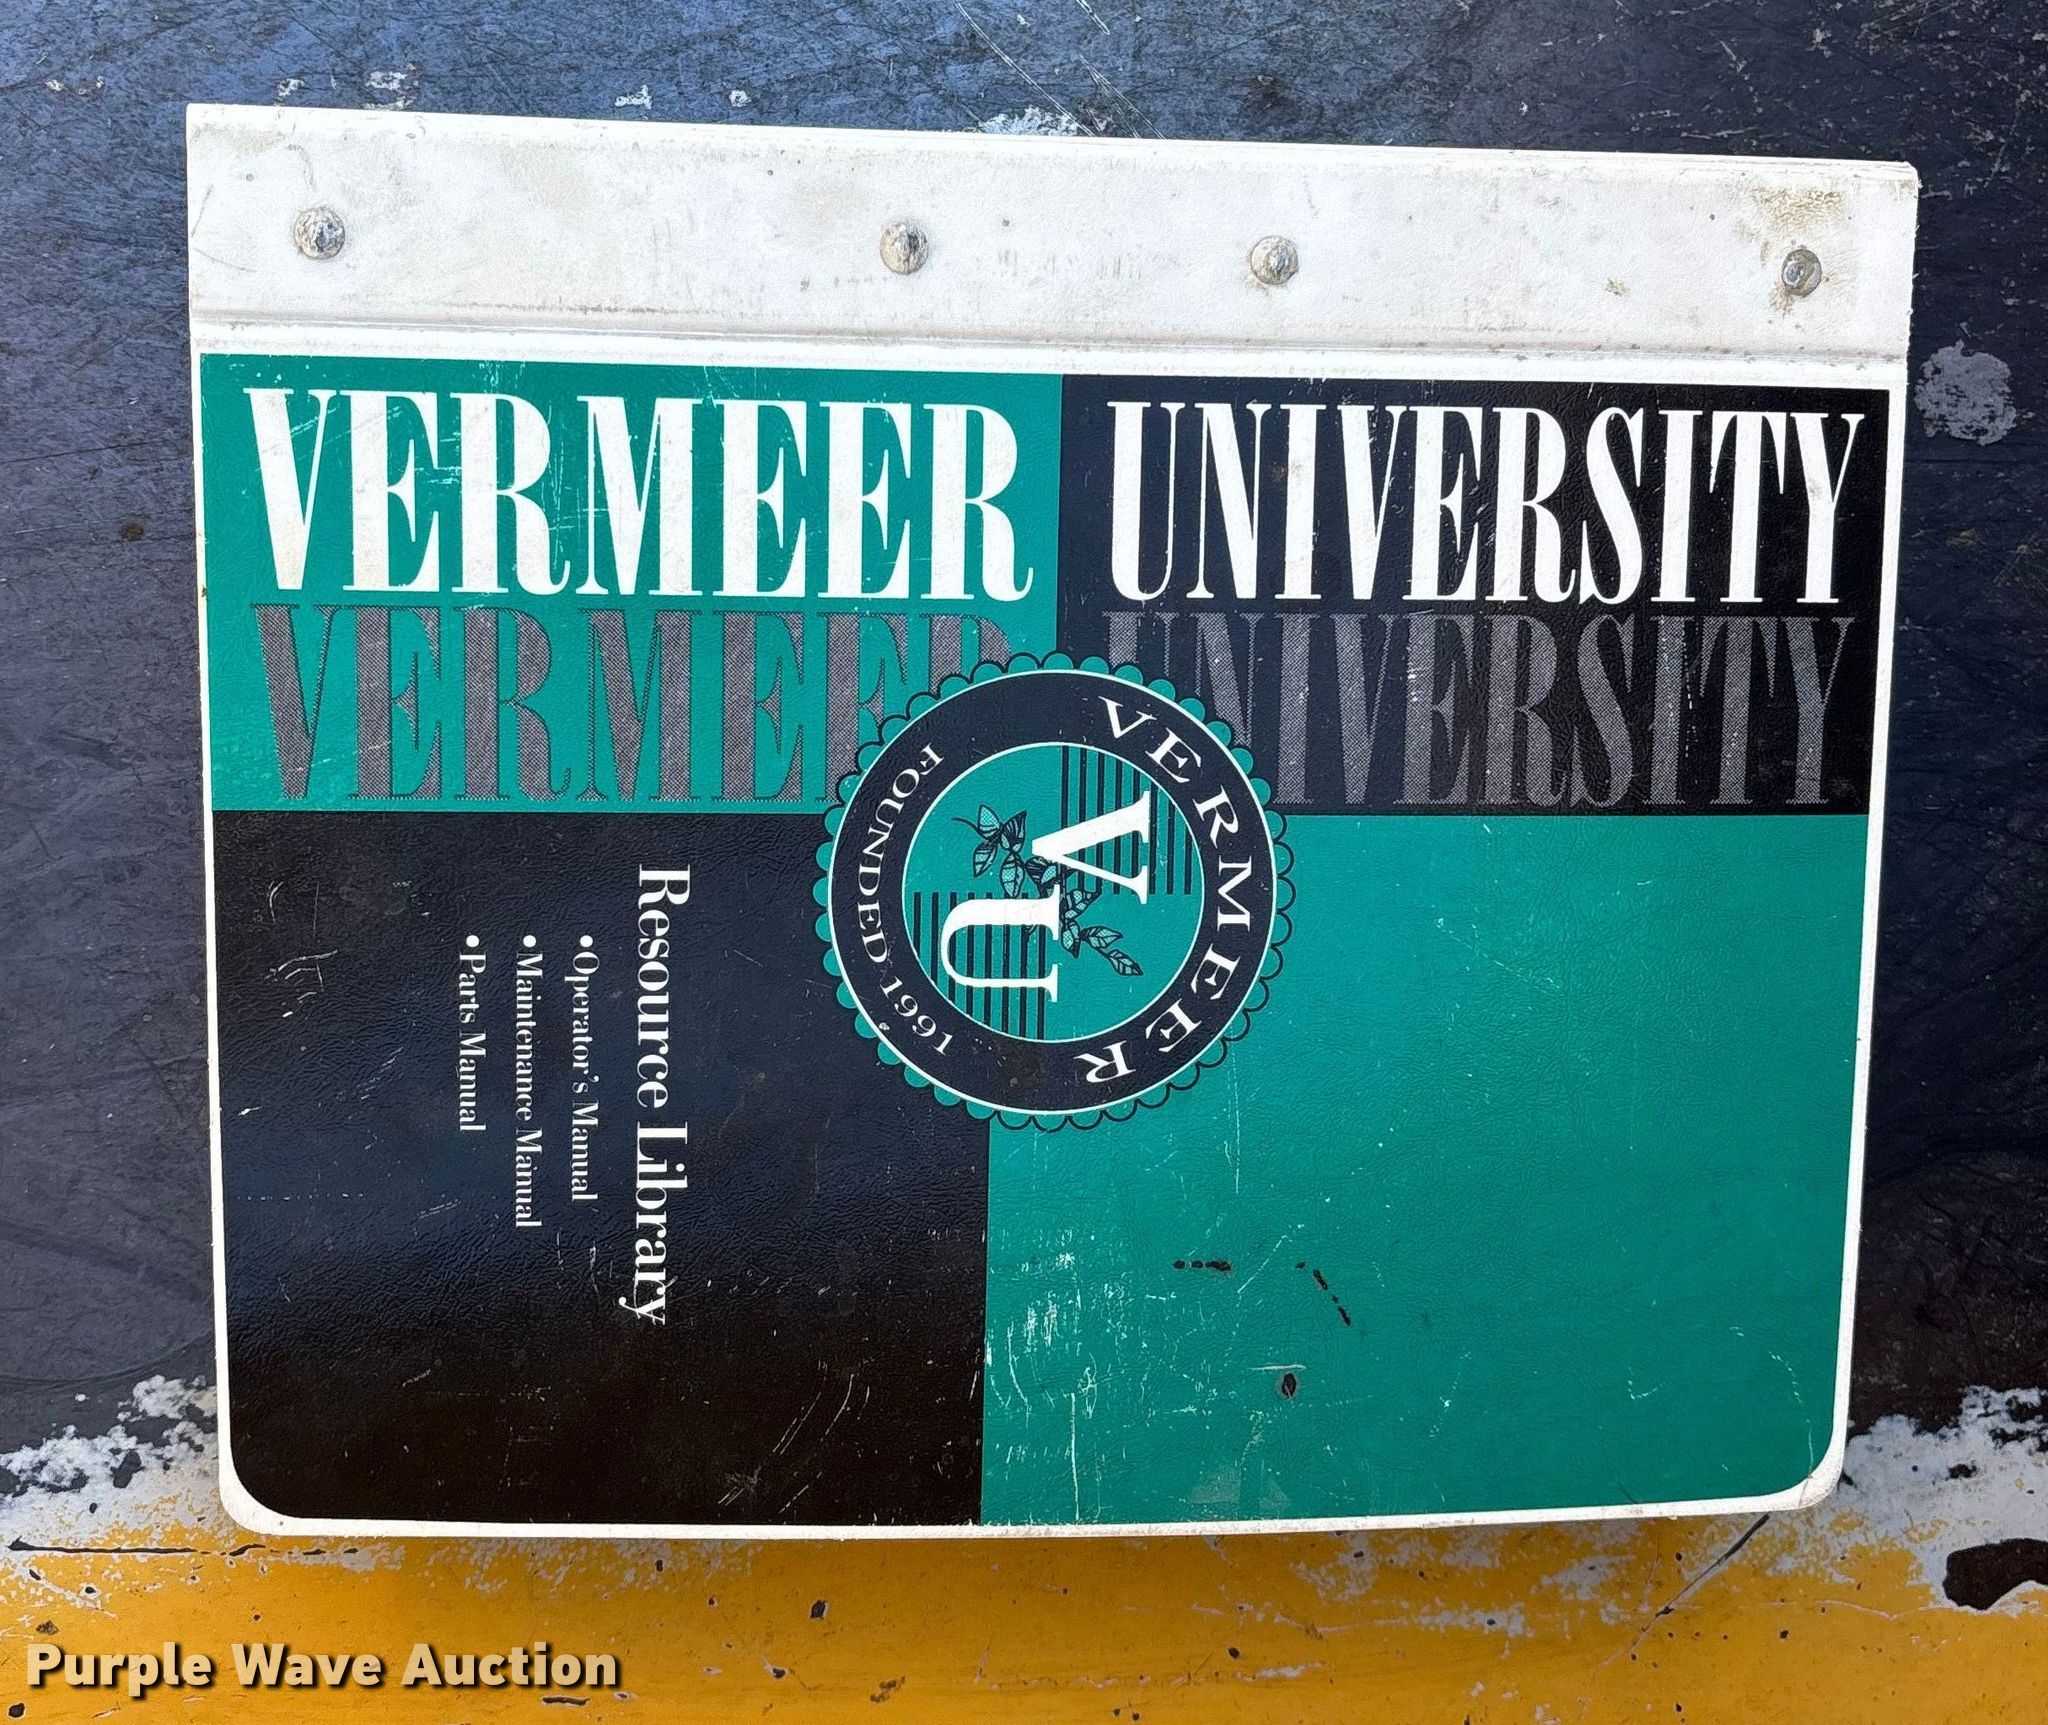 VERMEER UNIVERSITY
VERMEER UNIVERSITY
VERMEER
VU
FOUNDED 1991
Resource Library
•Operator's Manual
•Maintenance Manual
•Parts Manual
Purple Wave Auction